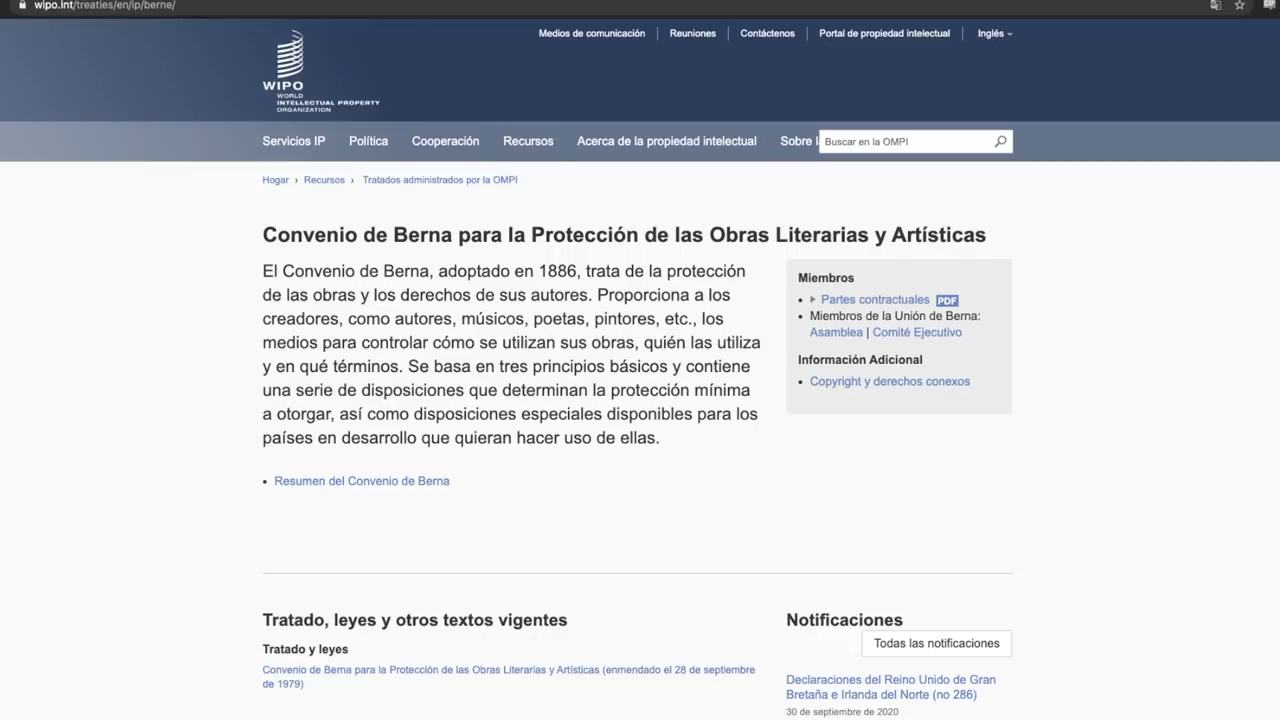 wipo.int/treaties/en/ip/berne/
Medios de comunicación
Reuniones
Contáctenos
Portal de propiedad intelectual
Inglés
WIPO
WORLD
INTELLECTUAL PROPERTY
ORGANIZATION
Servicios IP
Política
Cooperación
Recursos
Acerca de la propiedad intelectual
Sobre l
Buscar en la OMPI
Hogar › Recursos › Tratados administrados por la OMPI
Convenio de Berna para la Protección de las Obras Literarias y Artísticas
El Convenio de Berna, adoptado en 1886, trata de la protección
de las obras y los derechos de sus autores. Proporciona a los
creadores, como autores, músicos, poetas, pintores, etc., los
medios para controlar cómo se utilizan sus obras, quién las utiliza
y en qué términos. Se basa en tres principios básicos y contiene
una serie de disposiciones que determinan la protección mínima
a otorgar, así como disposiciones especiales disponibles para los
países en desarrollo que quieran hacer uso de ellas.
• Resumen del Convenio de Berna
Miembros
• Partes contractuales PDF
• Miembros de la Unión de Berna:
Asamblea | Comité Ejecutivo
Información Adicional
• Copyright y derechos conexos
Tratado, leyes y otros textos vigentes
Tratado y leyes
Convenio de Berna para la Protección de las Obras Literarias y Artísticas (enmendado el 28 de septiembre
de 1979)
Notificaciones
Todas las notificaciones
Declaraciones del Reino Unido de Gran
Bretaña e Irlanda del Norte (no 286)
30 de septiembre de 2020